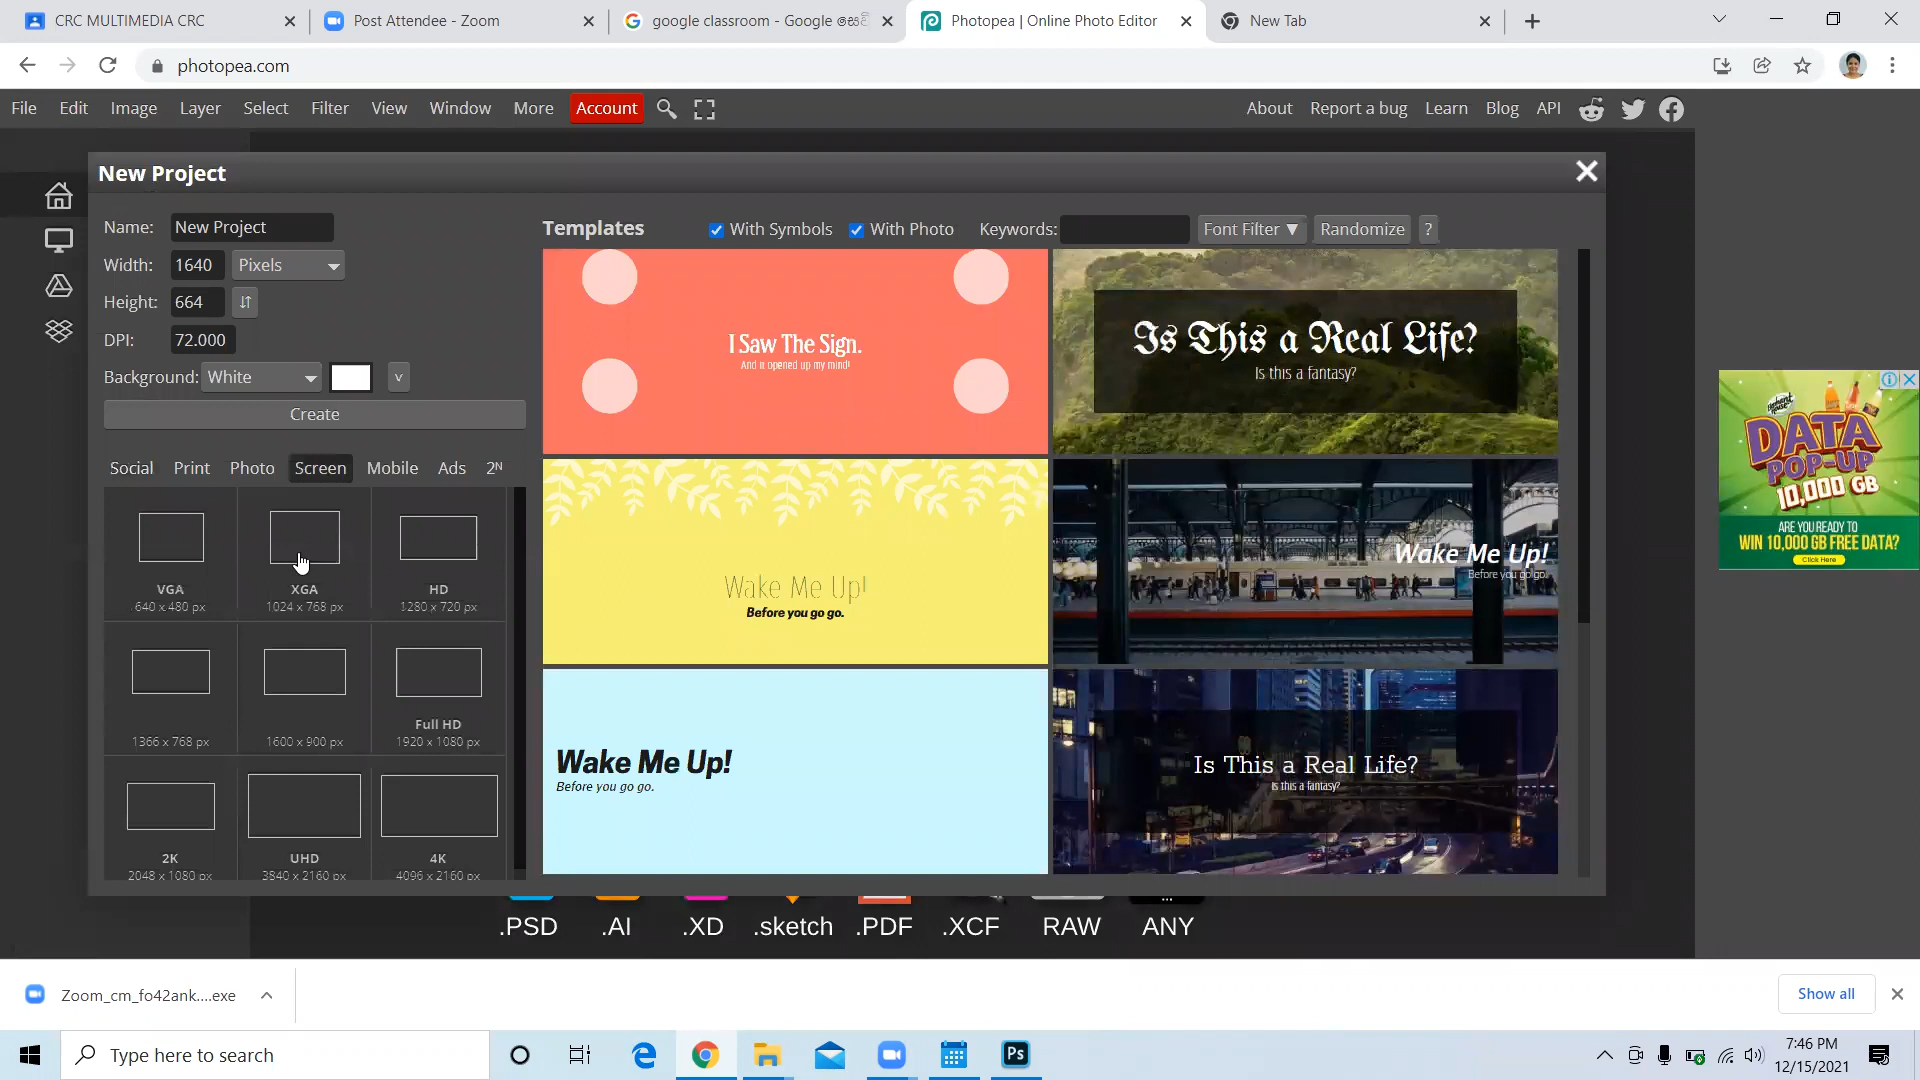 CRC MULTIMEDIA CRC
Post Attendee - Zoom
google classroom - Google
Photopea | Online Photo Editor
New Tab
photopea.com
File Edit Image Layer Select Filter View Window More Account
About Report a bug Learn Blog API
New Project
Name: New Project
Width: 1640 Pixels
Height: 664
DPI: 72.000
Background: White
Create
Social Print Photo Screen Mobile Ads 2ᴺ
VGA
640 x 480 px
XGA
1024 x 768 px
HD
1280 x 720 px
1366 x 768 px
1600 x 900 px
Full HD
1920 x 1080 px
2K
2048 x 1080 px
UHD
3840 x 2160 px
4K
4096 x 2160 px
Templates With Symbols With Photo Keywords: Font Filter ▼ Randomize ?
I Saw The Sign.
And it opened up my mind!
Is This a Real Life?
Is this a fantasy?
Wake Me Up!
Before you go go.
Wake Me Up!
Before you go go.
Wake Me Up!
Before you go go.
Is This a Real Life?
Is this a fantasy?
DATA
POP-UP
10,000 GB
ARE YOU READY TO
WIN 10,000 GB FREE DATA?
Click Here
.PSD .AI .XD .sketch .PDF .XCF RAW ANY
Zoom_cm_fo42ank....exe
Show all
Type here to search
Ps
7:46 PM
12/15/2021